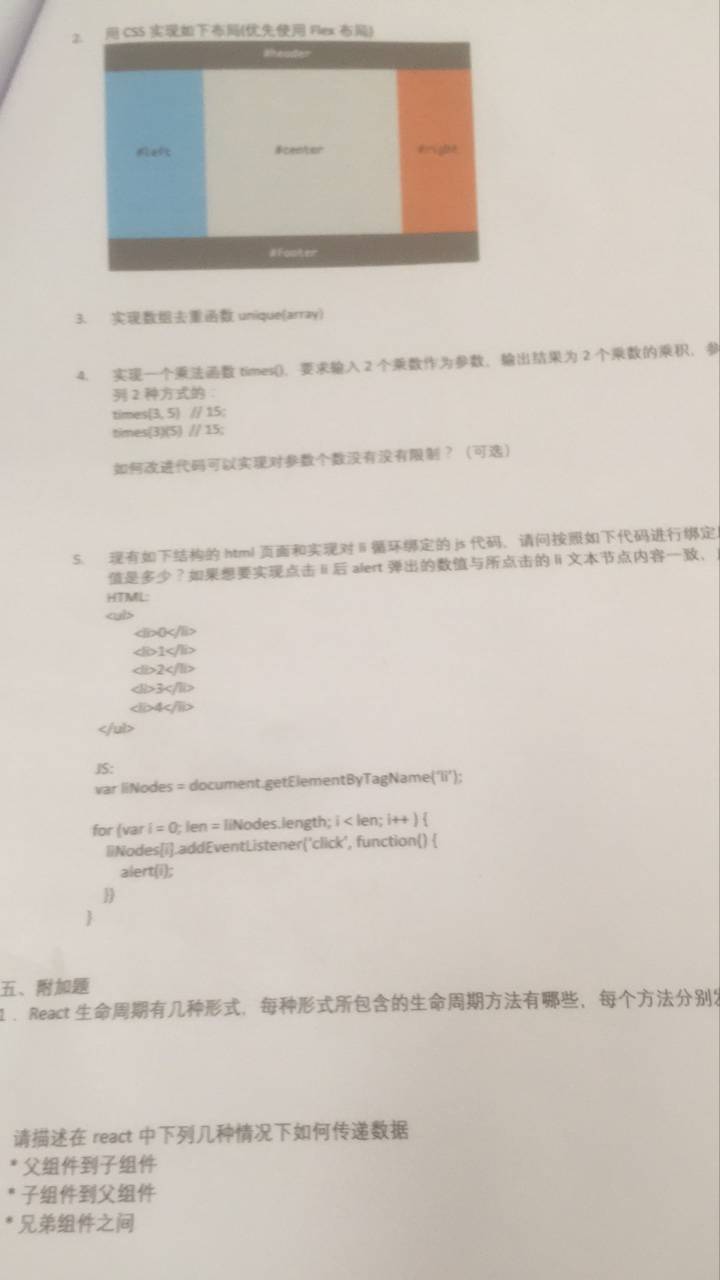 2. 用 CSS 实现如下布局(优先使用 Flex 布局)
#header
#left #center #right
#footer
3. 实现数组去重函数 unique(array)
4. 实现一个乘法函数 times()，要求输入 2 个乘数作为参数，输出结果为 2 个乘数的乘积，参
列 2 种方式的：
times(3, 5) // 15;
times(3)(5) // 15;
如何改进代码可以实现对参数个数没有没有限制？（可选）
5. 现有如下结构的 html 页面和实现对 li 循环绑定的 js 代码，请问按照如下代码进行绑定
值是多少？如果想要实现点击 li 后 alert 弹出的数值与所点击的 li 文本节点内容一致，
HTML:
<ul>
<li>0</li>
<li>1</li>
<li>2</li>
<li>3</li>
<li>4</li>
</ul>
JS:
var liNodes = document.getElementByTagName('li');
for (var i = 0; len = liNodes.length; i < len; i++ ) {
liNodes[i].addEventListener('click', function() {
alert(i);
})
}
五、附加题
1． React 生命周期有几种形式，每种形式所包含的生命周期方法有哪些，每个方法分别
请描述在 react 中下列几种情况下如何传递数据
* 父组件到子组件
* 子组件到父组件
* 兄弟组件之间